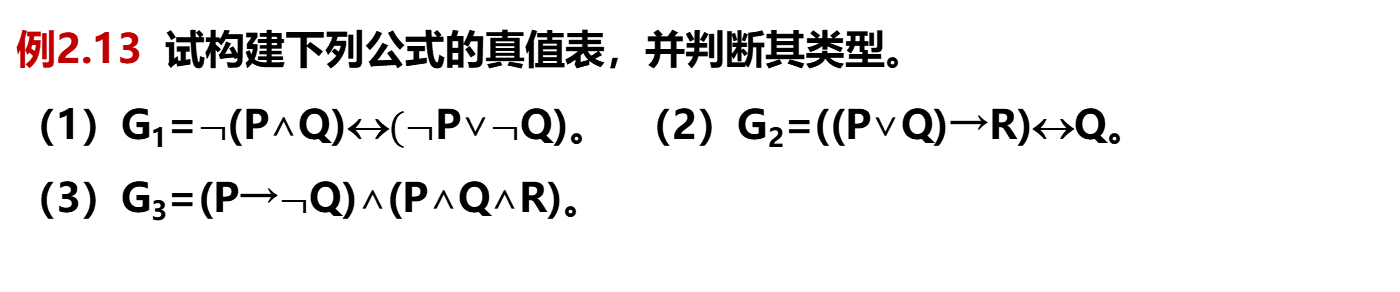 例2.13 试构建下列公式的真值表，并判断其类型。
（1）G₁=¬(P∧Q)↔(¬P∨¬Q)。 （2）G₂=((P∨Q)→R)↔Q。
（3）G₃=(P→¬Q)∧(P∧Q∧R)。